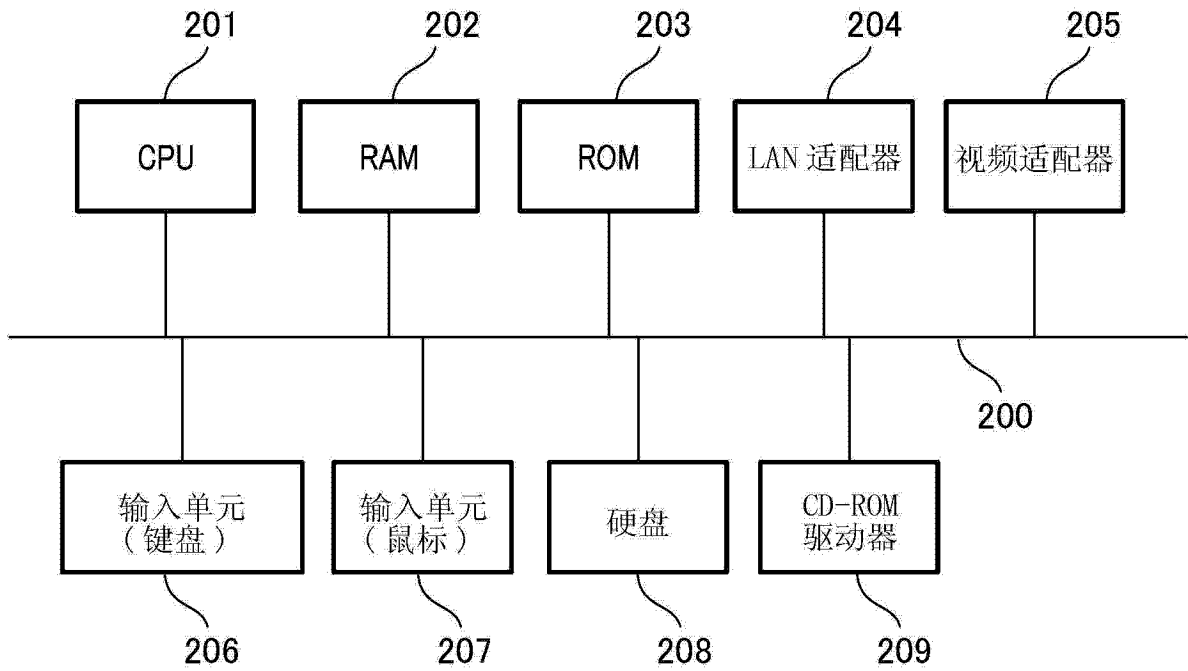 201
202
203
204
205
CPU
RAM
ROM
LAN 适配器
视频适配器
200
输入单元
(键盘)
输入单元
(鼠标)
硬盘
CD-ROM
驱动器
206
207
208
209